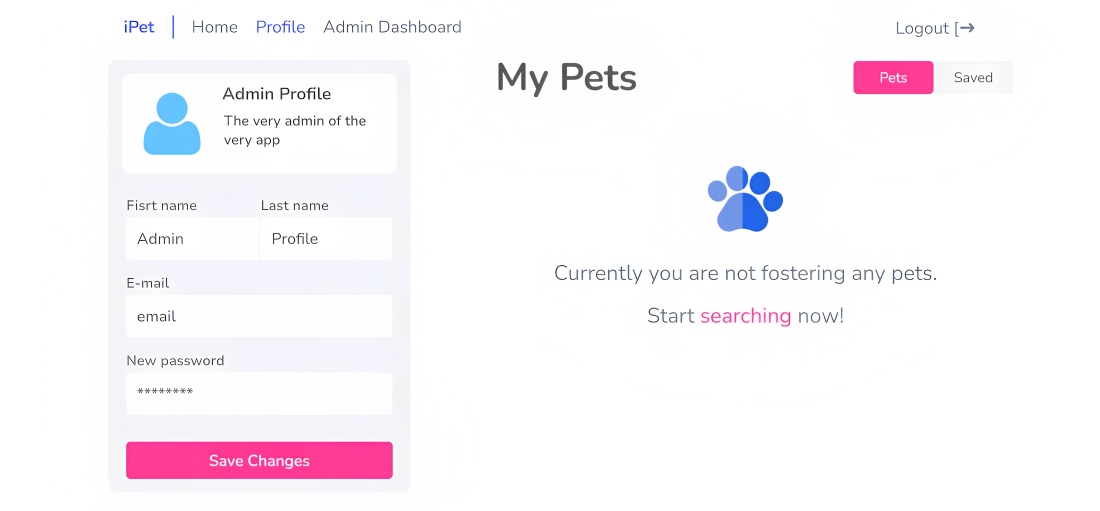 iPet | Home Profile Admin Dashboard Logout
Admin Profile
The very admin of the
very app
Fisrt name Last name
Admin Profile
E-mail
email
New password
********
Save Changes
My Pets
Pets Saved
Currently you are not fostering any pets.
Start searching now!